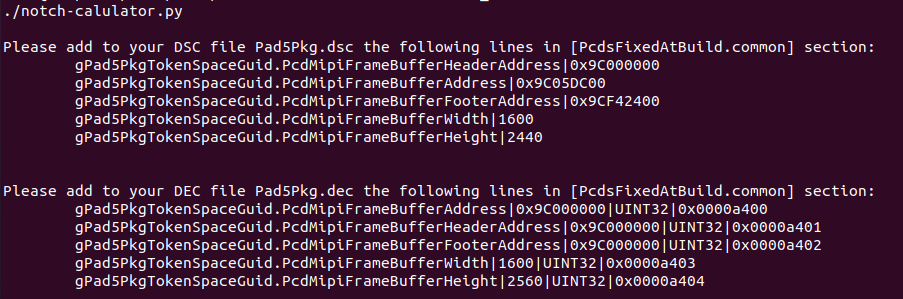 ./notch-calulator.py
Please add to your DSC file Pad5Pkg.dsc the following lines in [PcdsFixedAtBuild.common] section:
gPad5PkgTokenSpaceGuid.PcdMipiFrameBufferHeaderAddress|0x9C000000
gPad5PkgTokenSpaceGuid.PcdMipiFrameBufferAddress|0x9C05DC00
gPad5PkgTokenSpaceGuid.PcdMipiFrameBufferFooterAddress|0x9CF42400
gPad5PkgTokenSpaceGuid.PcdMipiFrameBufferWidth|1600
gPad5PkgTokenSpaceGuid.PcdMipiFrameBufferHeight|2440
Please add to your DEC file Pad5Pkg.dec the following lines in [PcdsFixedAtBuild.common] section:
gPad5PkgTokenSpaceGuid.PcdMipiFrameBufferAddress|0x9C000000|UINT32|0x0000a400
gPad5PkgTokenSpaceGuid.PcdMipiFrameBufferHeaderAddress|0x9C000000|UINT32|0x0000a401
gPad5PkgTokenSpaceGuid.PcdMipiFrameBufferFooterAddress|0x9C000000|UINT32|0x0000a402
gPad5PkgTokenSpaceGuid.PcdMipiFrameBufferWidth|1600|UINT32|0x0000a403
gPad5PkgTokenSpaceGuid.PcdMipiFrameBufferHeight|2560|UINT32|0x0000a404